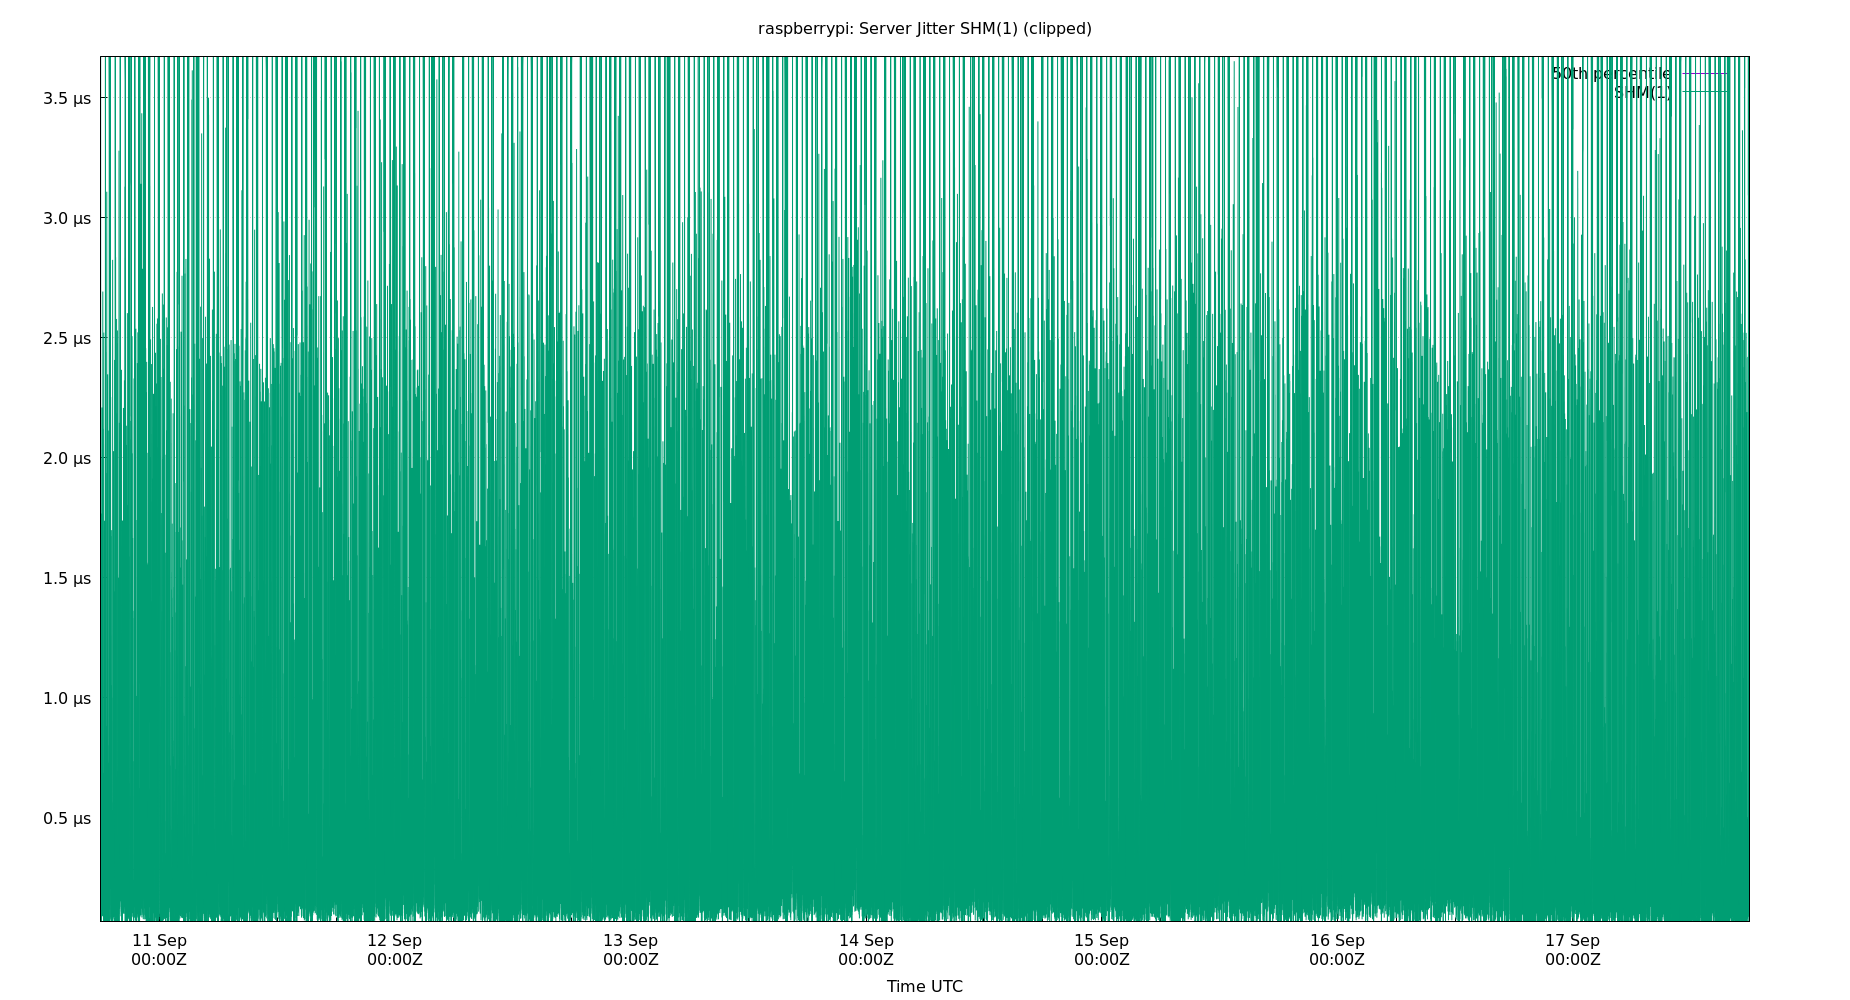 raspberrypi: Server Jitter SHM(1) (clipped)
50th percentile
SHM(1)
3.5 μs
3.0 μs
2.5 μs
2.0 μs
1.5 μs
1.0 μs
0.5 μs
11 Sep 12 Sep 13 Sep 14 Sep 15 Sep 16 Sep 17 Sep
00:00Z 00:00Z 00:00Z 00:00Z 00:00Z 00:00Z 00:00Z
Time UTC